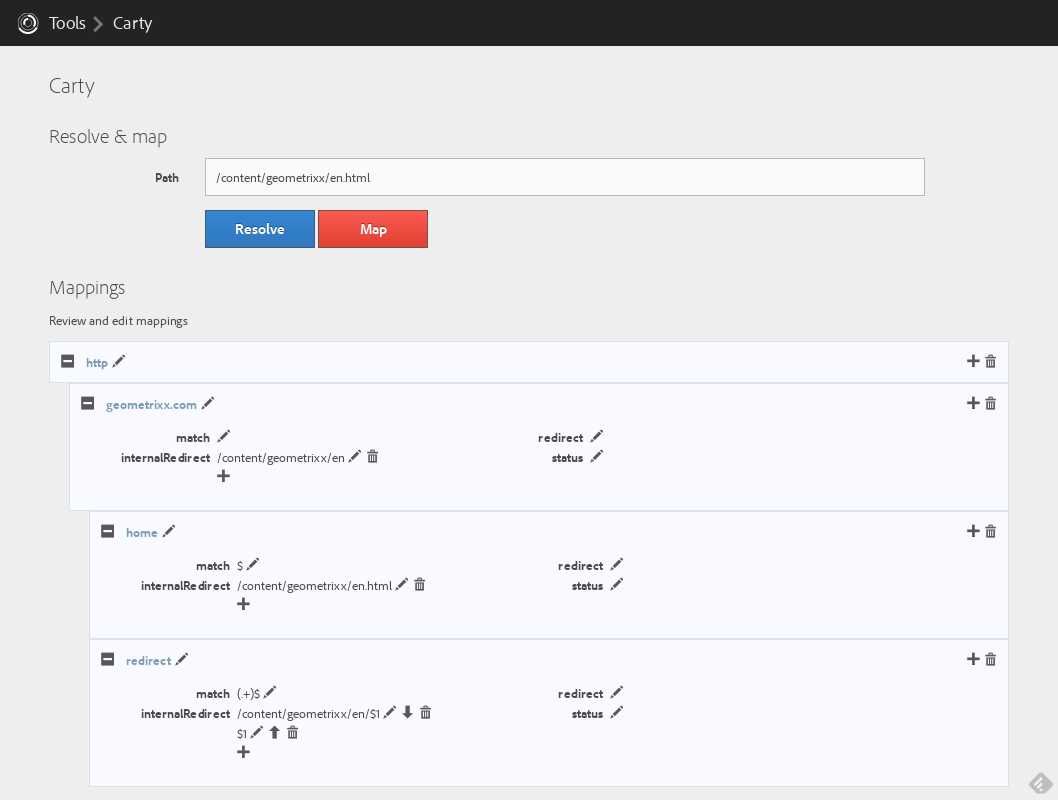 Tools Carty
Carty
Resolve & map
Path /content/geometrixx/en.html
Resolve Map
Mappings
Review and edit mappings
http
geometrixx.com
match redirect
internalRedirect /content/geometrixx/en status
home
match $ redirect
internalRedirect /content/geometrixx/en.html status
redirect
match (.+)$ redirect
internalRedirect /content/geometrixx/en/$1 status
$1